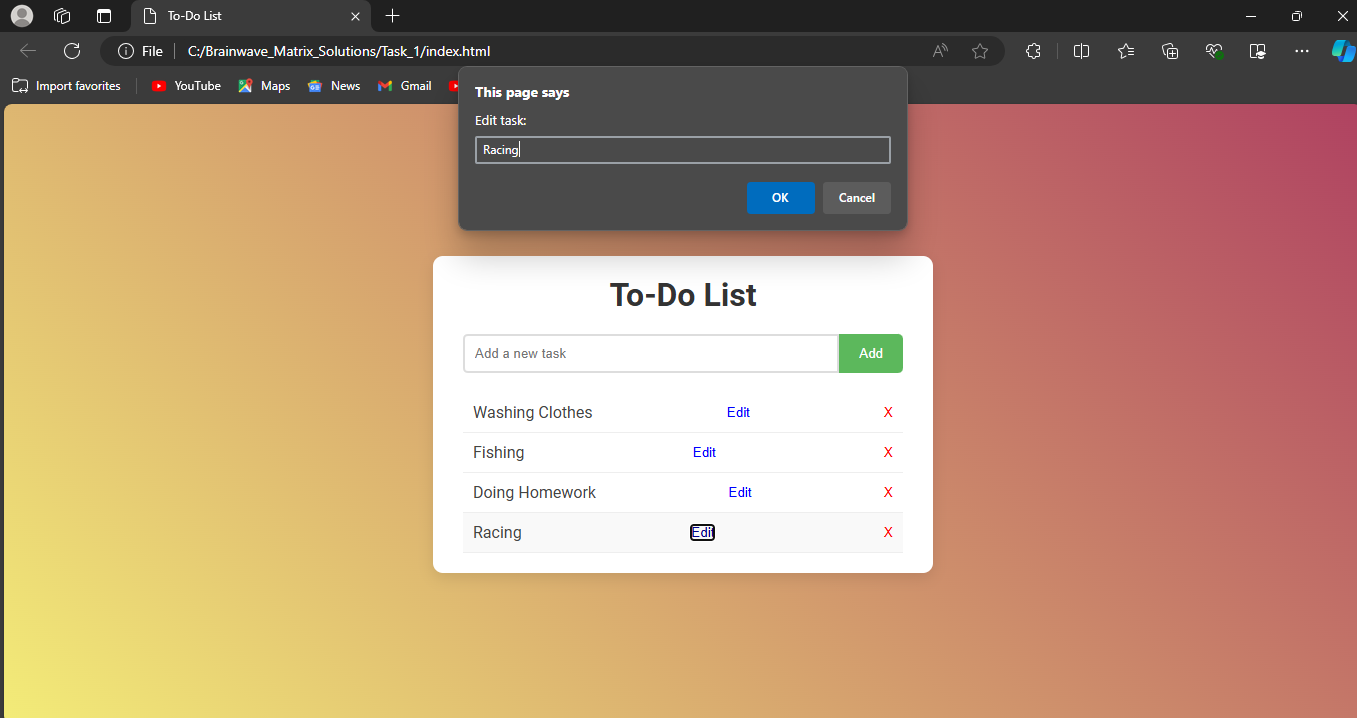 To-Do List
File C:/Brainwave_Matrix_Solutions/Task_1/index.html
Import favorites YouTube Maps News Gmail
This page says
Edit task:
Racing
OK Cancel
To-Do List
Add a new task Add
Washing Clothes Edit X
Fishing Edit X
Doing Homework Edit X
Racing Edit X